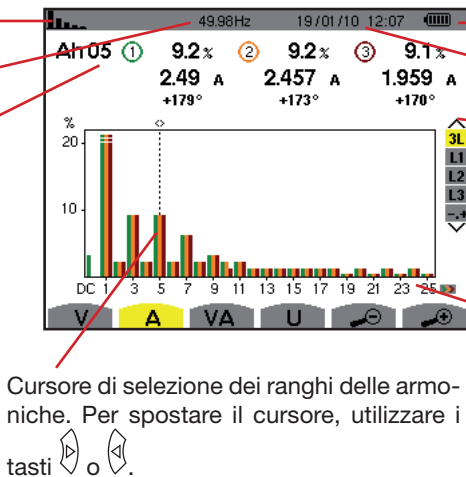 49.98Hz 19/01/10 12:07
Ah05 1 9.2% 2 9.2% 3 9.1%
2.49 A 2.457 A 1.959 A
+179° +173° +170°
%
20
10
3L
L1
L2
L3
-.+
DC 1 3 5 7 9 11 13 15 17 19 21 23 25
V A VA U
Cursore di selezione dei ranghi delle armo-
niche. Per spostare il cursore, utilizzare i
tasti o .